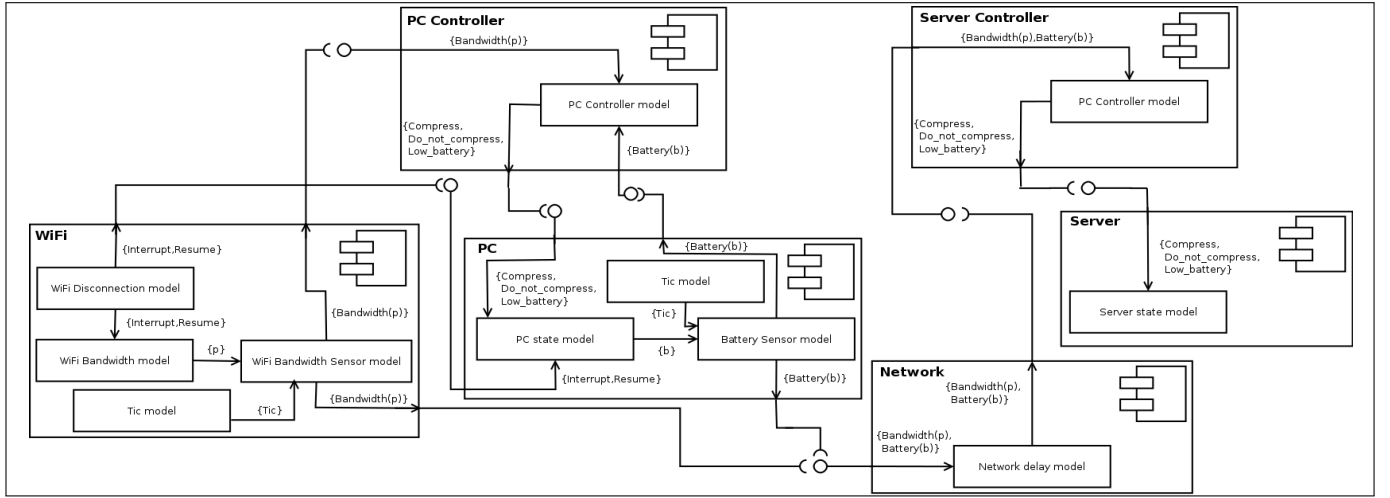 PC Controller
{Bandwidth(p)}
PC Controller model
{Compress,
Do_not_compress,
Low_battery}
{Battery(b)}
Server Controller
{Bandwidth(p),Battery(b)}
PC Controller model
{Compress,
Do_not_compress,
Low_battery}
WiFi
{Interrupt,Resume}
WiFi Disconnection model
{Interrupt,Resume}
{Bandwidth(p)}
WiFi Bandwidth model
{p}
WiFi Bandwidth Sensor model
Tic model
{Tic}
{Bandwidth(p)}
PC
{Battery(b)}
{Compress,
Do_not_compress,
Low_battery}
Tic model
{Tic}
PC state model
{b}
Battery Sensor model
{Interrupt,Resume}
{Battery(b)}
Server
{Compress,
Do_not_compress,
Low_battery}
Server state model
Network
{Bandwidth(p),
Battery(b)}
{Bandwidth(p),
Battery(b)}
Network delay model